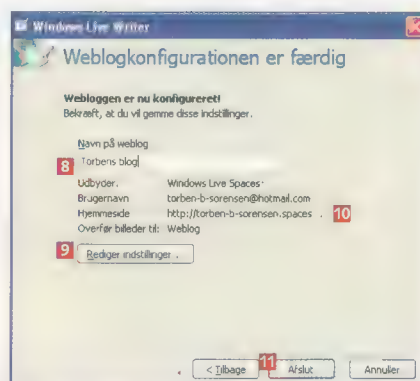 Windows Live Writer
Weblogkonfigurationen er færdig
Webloggen er nu konfigureret!
Bekræft, at du vil gemme disse indstillinger.
Navn på weblog
8 Torbens blog
Udbyder. Windows Live Spaces
Brugernavn torben-b-sorensen@hotmail.com
Hjemmeside http://torben-b-sorensen.spaces . 10
Overfør billeder til: Weblog
9 Rediger indstillinger .
< Tilbage 11 Afslut Annuller